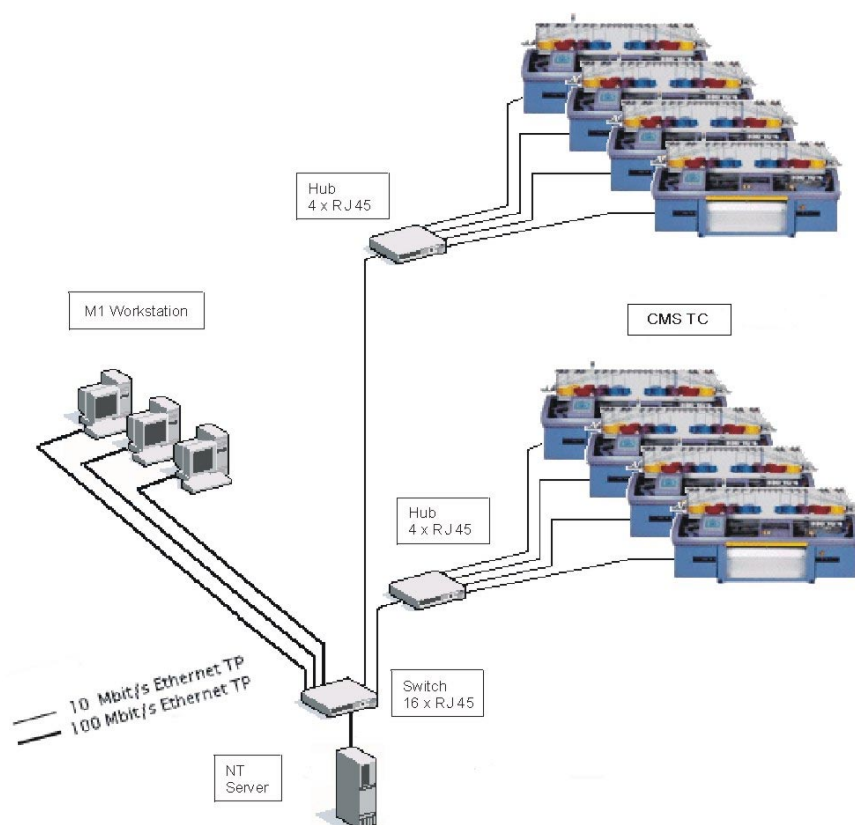 Hub
4 x RJ45
M1 Workstation
CMS TC
Hub
4 x RJ45
10 Mbit/s Ethernet TP
100 Mbit/s Ethernet TP
Switch
16 x RJ45
NT
Server